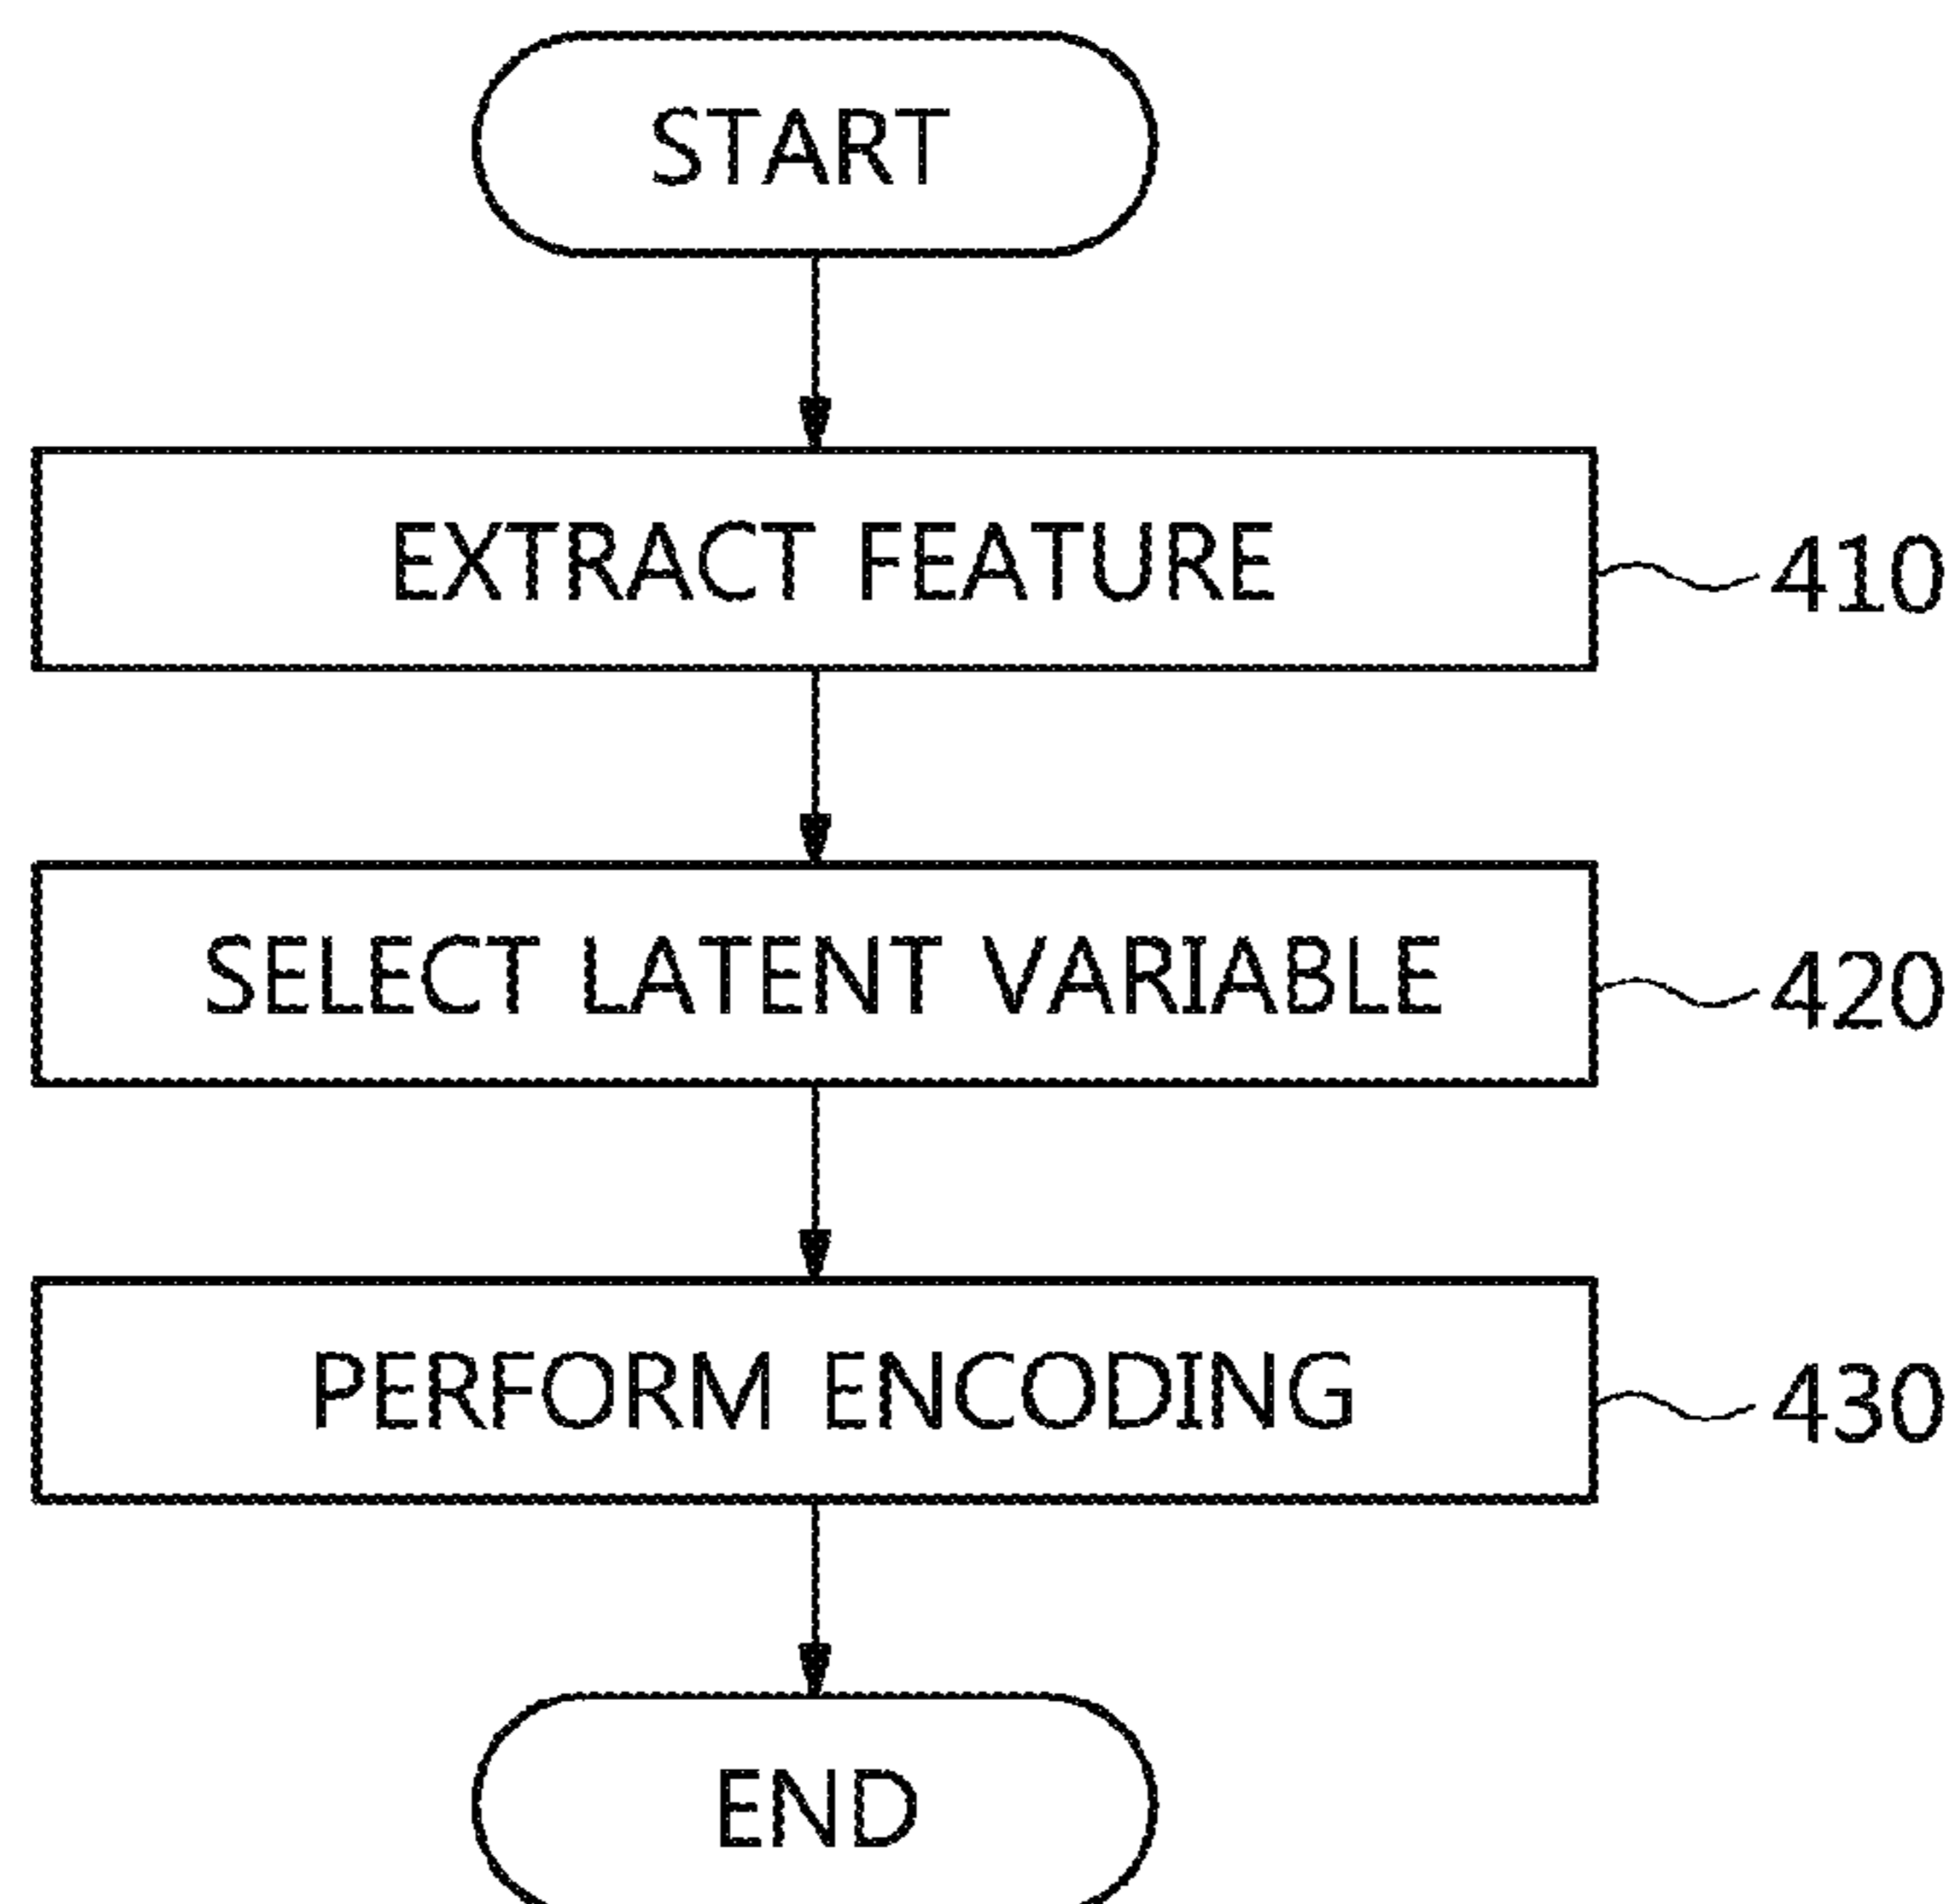 START
EXTRACT FEATURE
410
SELECT LATENT VARIABLE
420
PERFORM ENCODING
430
END